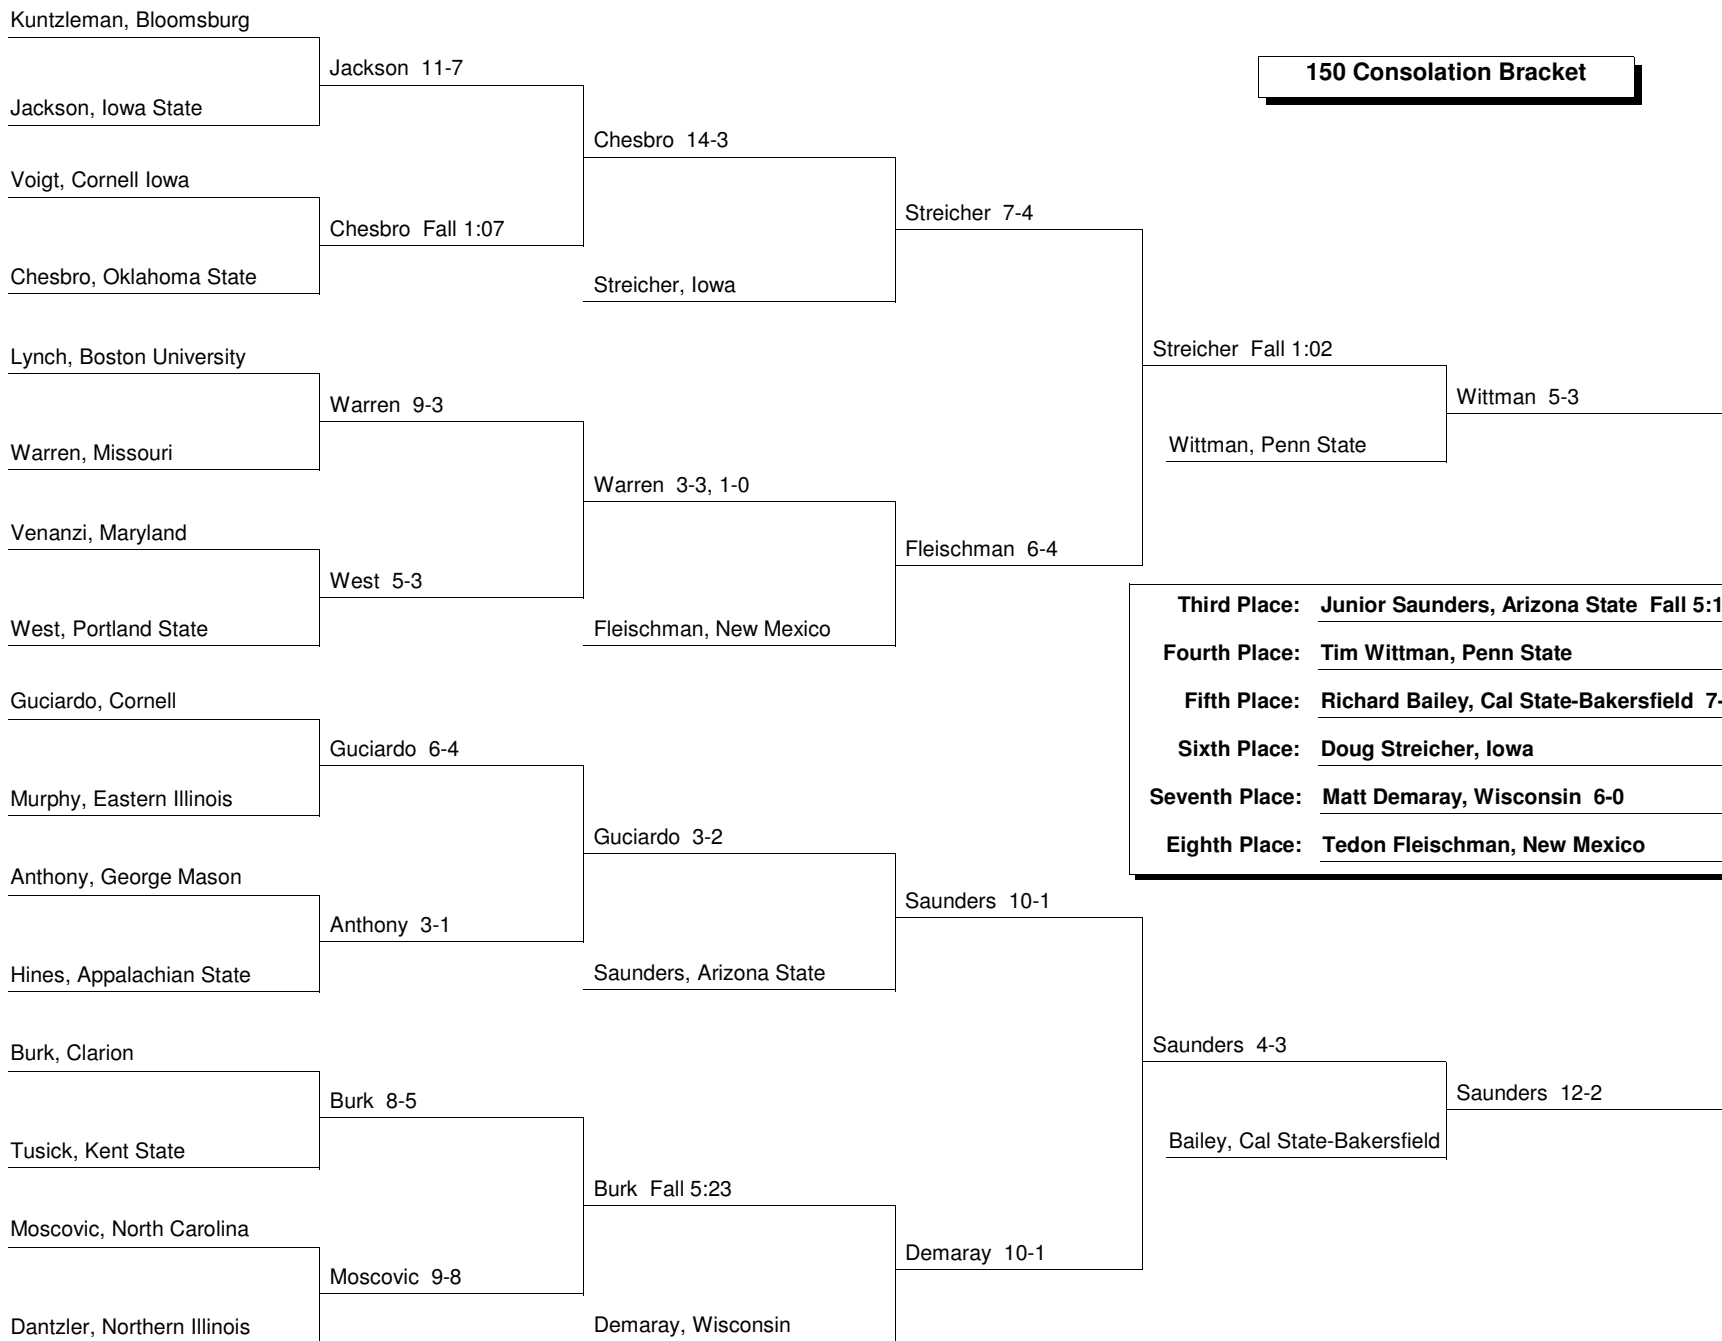 Kuntzleman, Bloomsburg
Jackson 11-7
150 Consolation Bracket
Jackson, Iowa State
Chesbro 14-3
Voigt, Cornell Iowa
Streicher 7-4
Chesbro Fall 1:07
Chesbro, Oklahoma State
Streicher, Iowa
Lynch, Boston University
Streicher Fall 1:02
Warren 9-3
Wittman 5-3
Warren, Missouri
Wittman, Penn State
Warren 3-3, 1-0
Venanzi, Maryland
Fleischman 6-4
West 5-3
West, Portland State
Fleischman, New Mexico
Third Place: Junior Saunders, Arizona State Fall
Fourth Place: Tim Wittman, Penn State
Fifth Place: Richard Bailey, Cal State-Bakersfield
Sixth Place: Doug Streicher, Iowa
Seventh Place: Matt Demaray, Wisconsin 6-0
Eighth Place: Tedon Fleischman, New Mexico
Guciardo, Cornell
Guciardo 6-4
Murphy, Eastern Illinois
Guciardo 3-2
Anthony, George Mason
Saunders 10-1
Anthony 3-1
Hines, Appalachian State
Saunders, Arizona State
Burk, Clarion
Saunders 4-3
Burk 8-5
Saunders 12-2
Tusick, Kent State
Bailey, Cal State-Bakersfield
Burk Fall 5:23
Moscovic, North Carolina
Demaray 10-1
Moscovic 9-8
Dantzler, Northern Illinois
Demaray, Wisconsin